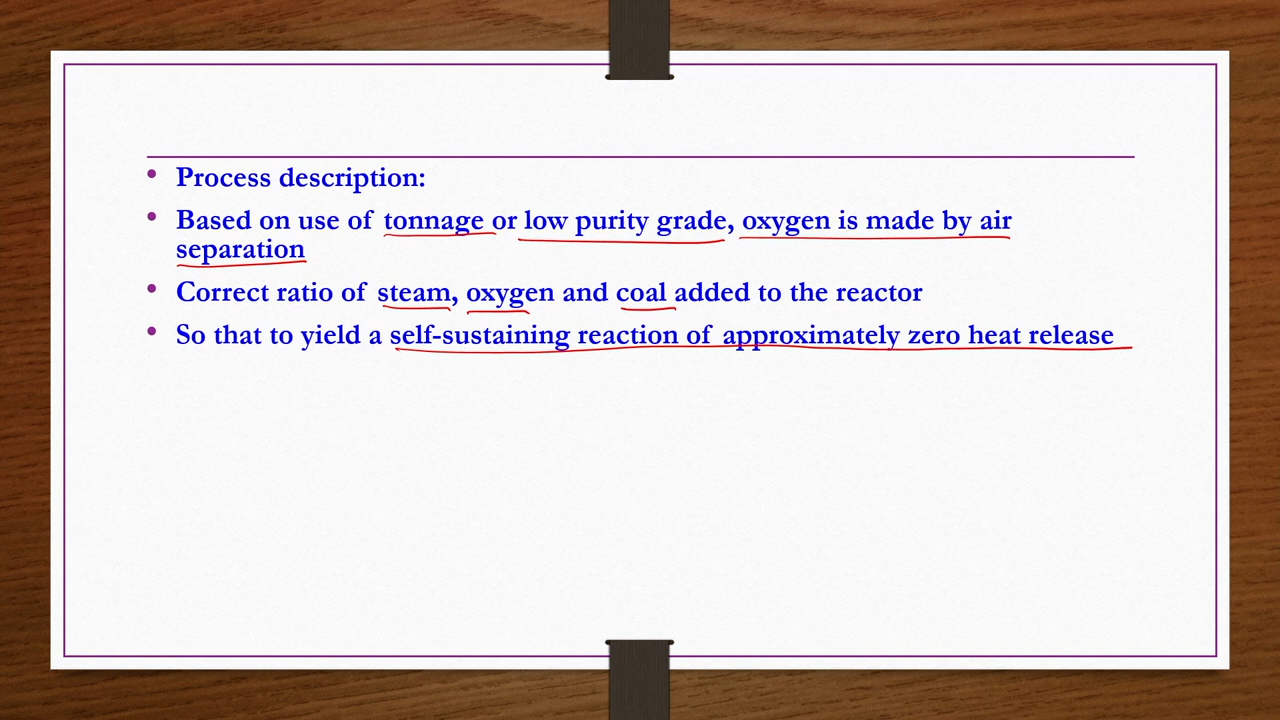 • Process description:
• Based on use of tonnage or low purity grade, oxygen is made by air
separation
• Correct ratio of steam, oxygen and coal added to the reactor
• So that to yield a self-sustaining reaction of approximately zero heat release